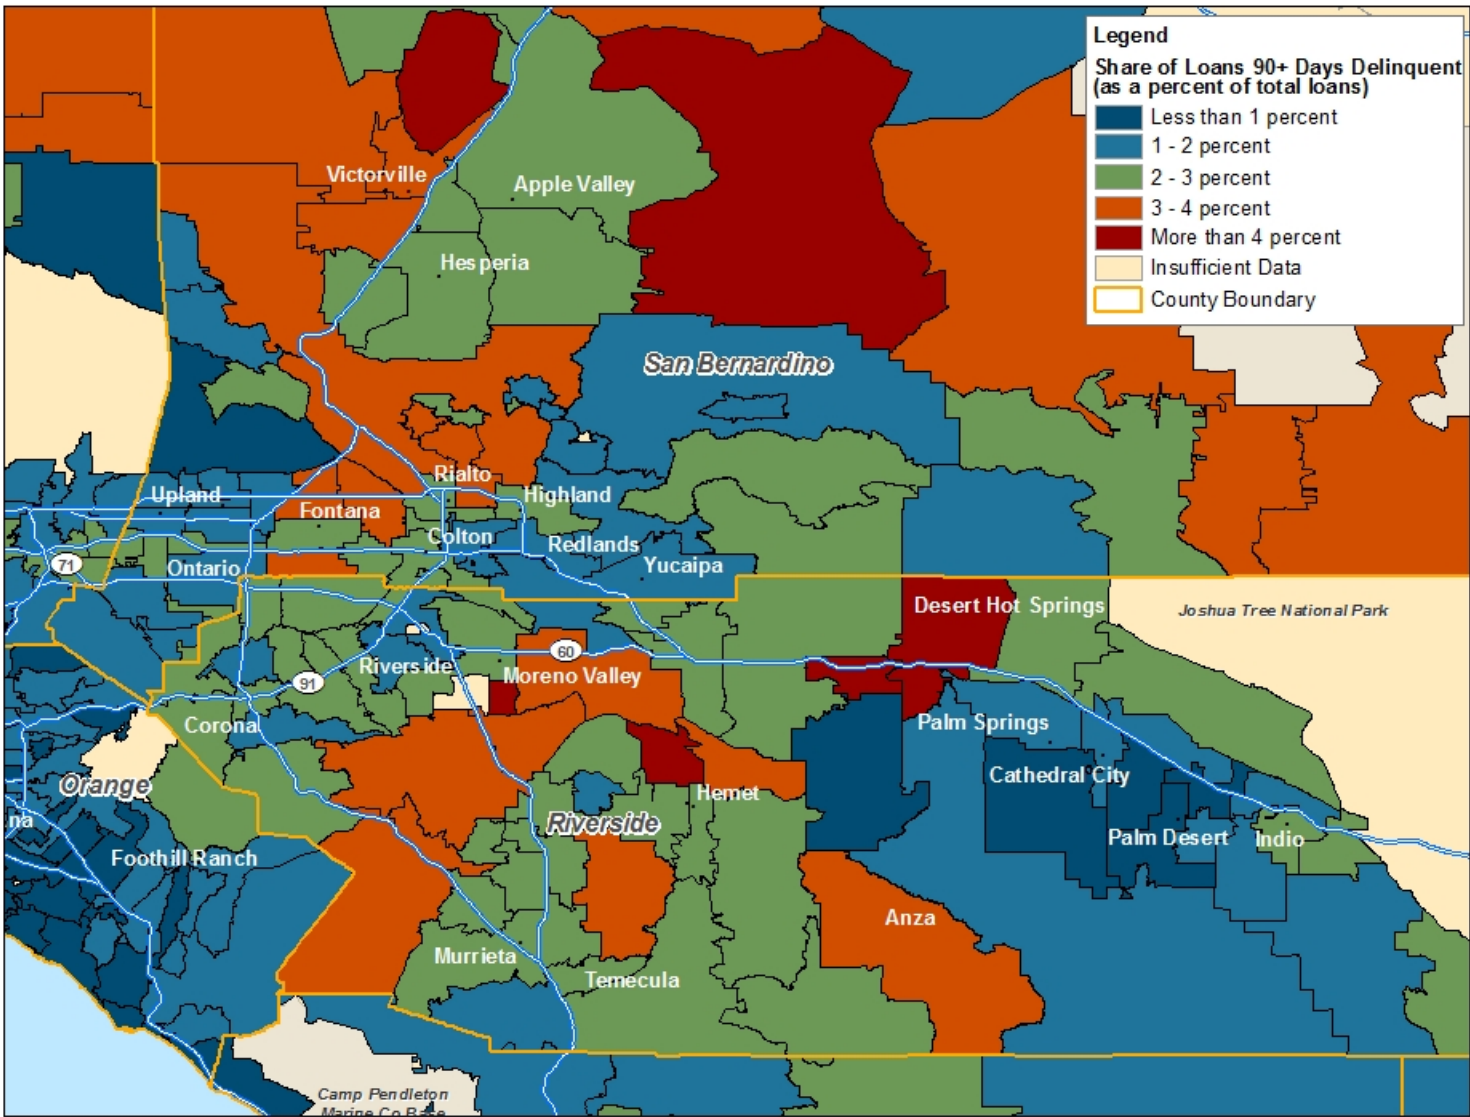 Legend
Share of Loans 90+ Days Delinquent
(as a percent of total loans)
Less than 1 percent
1 - 2 percent
2 - 3 percent
3 - 4 percent
More than 4 percent
Insufficient Data
County Boundary
Victorville
Apple Valley
Hesperia
San Bernardino
Rialto
Upland
Highland
Fontana
Colton
Redlands
71
Ontario
Yucaipa
Desert Hot Springs
Joshua Tree National Park
60
Riverside
Moreno Valley
91
Corona
Palm Springs
Orange
Cathedral City
Hemet
na
Riverside
Palm Desert
Indio
Foothill Ranch
Anza
Murrieta
Temecula
Camp Pendleton
Marine Co Base